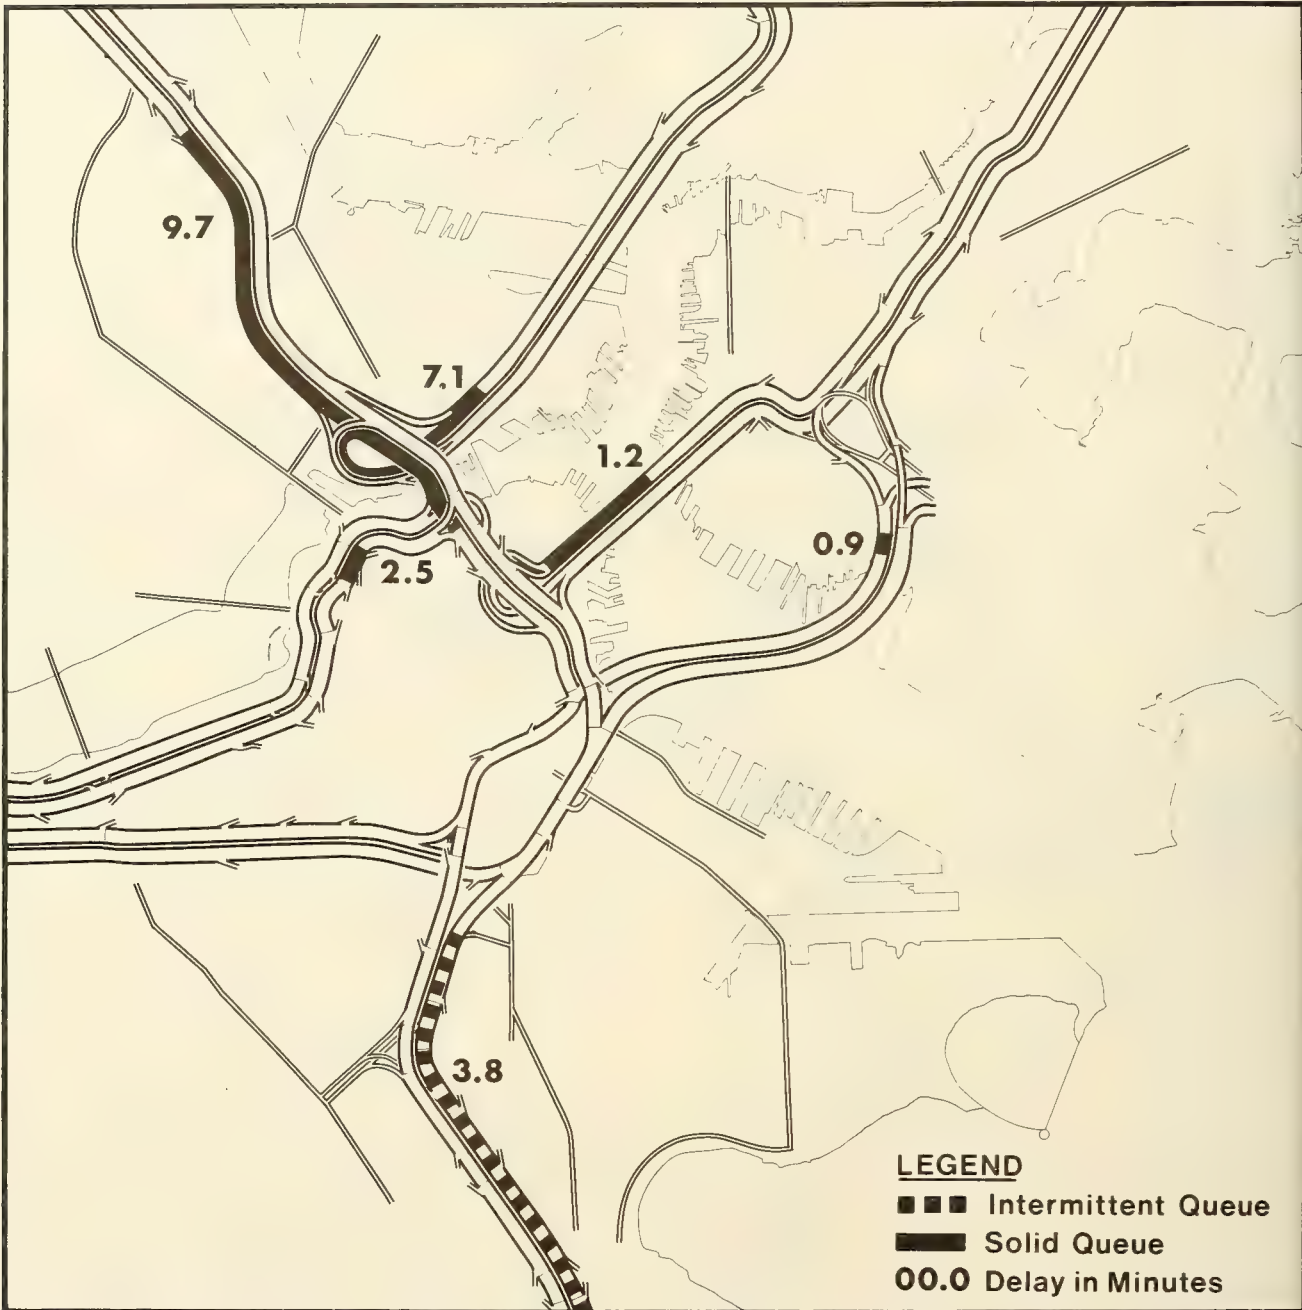 9.7
7.1
1.2
0.9
2.5
3.8
LEGEND
Intermittent Queue
Solid Queue
00.0 Delay in Minutes